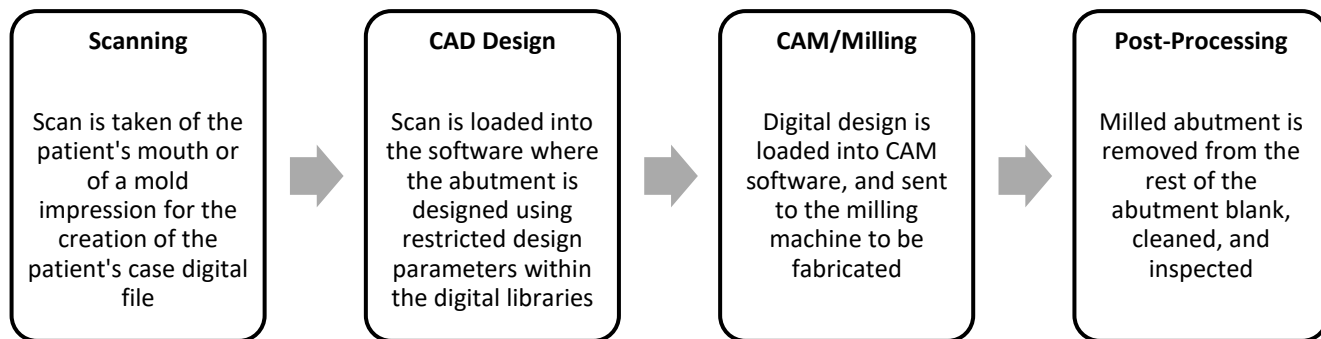 Scanning
Scan is taken of the
patient's mouth or
of a mold
impression for the
creation of the
patient's case digital
file
CAD Design
Scan is loaded into
the software where
the abutment is
designed using
restricted design
parameters within
the digital libraries
CAM/Milling
Digital design is
loaded into CAM
software, and sent
to the milling
machine to be
fabricated
Post-Processing
Milled abutment is
removed from the
rest of the
abutment blank,
cleaned, and
inspected